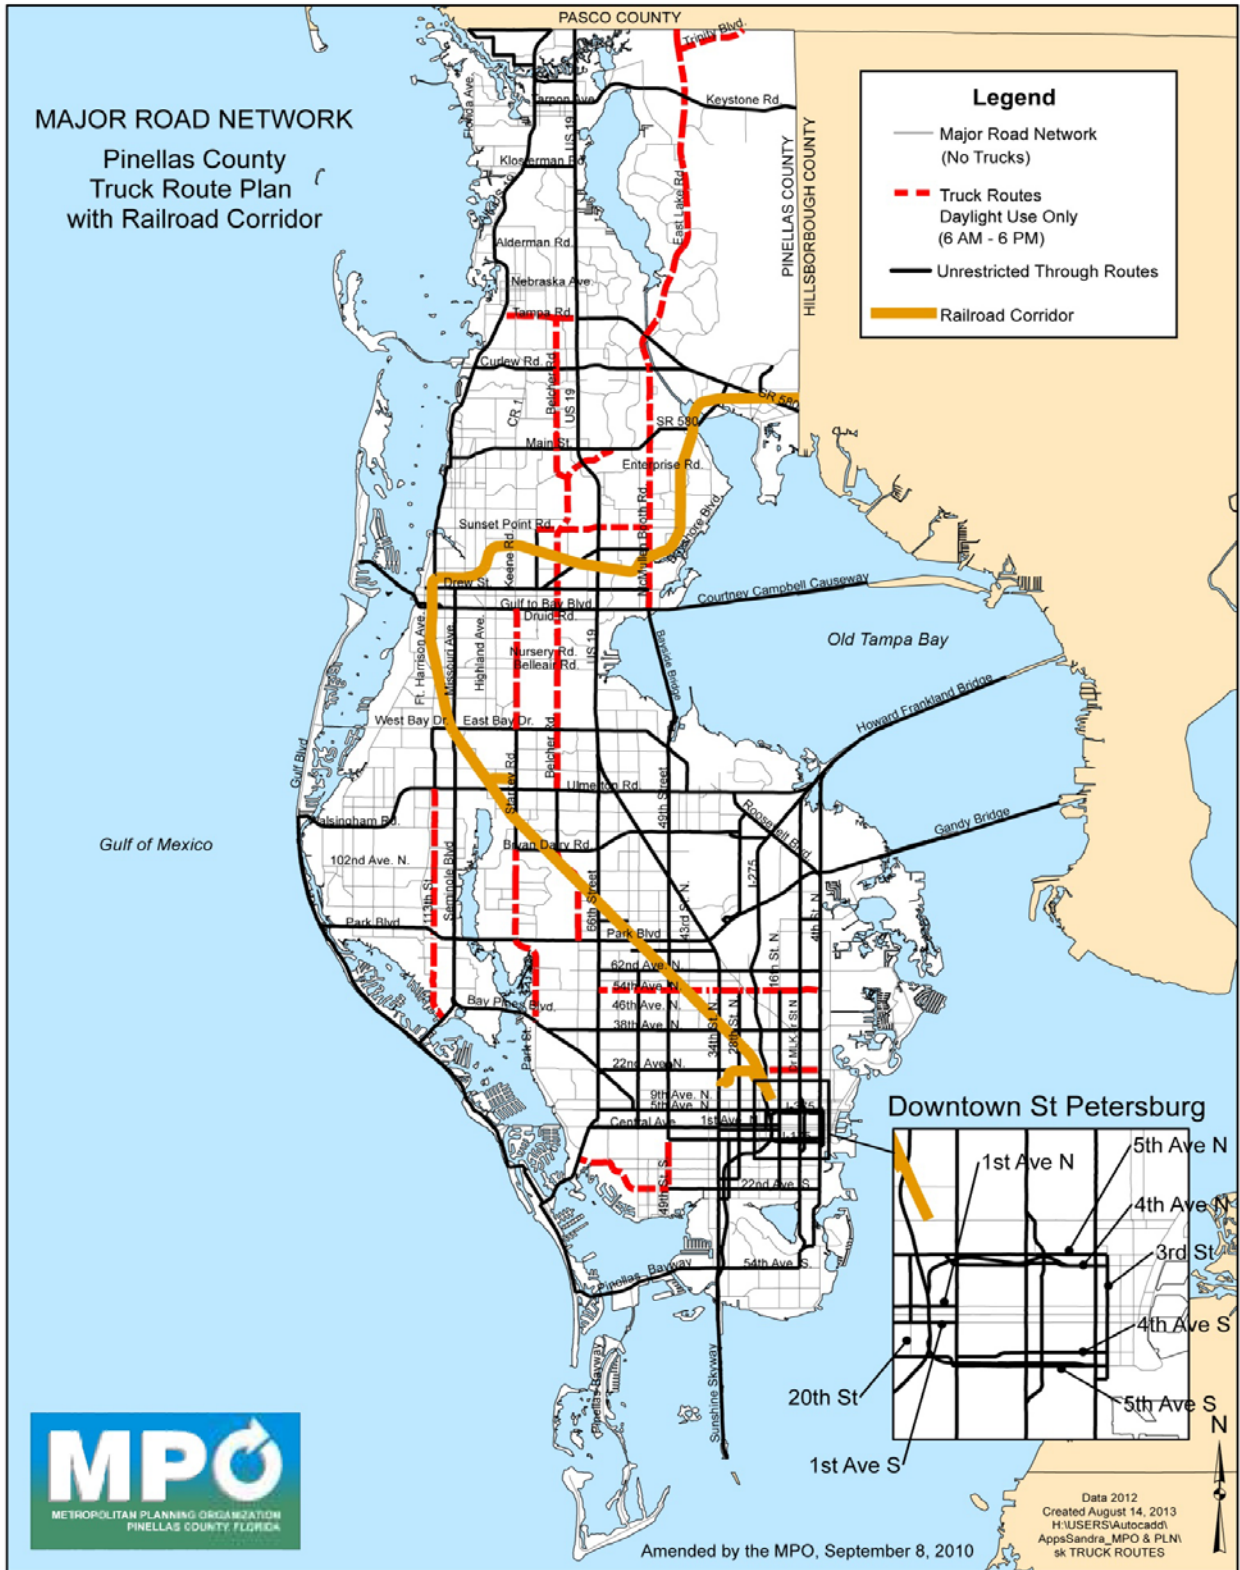 PASCO COUNTY
MAJOR ROAD NETWORK
Pinellas County
Truck Route Plan
with Railroad Corridor
Legend
Major Road Network
(No Trucks)
Truck Routes
Daylight Use Only
(6 AM - 6 PM)
Unrestricted Through Routes
Railroad Corridor
PINELLAS COUNTY
HILLSBOROUGH COUNTY
Trinity Blvd.
Keystone Rd.
Tarpon Ave.
Florida Ave.
US 19
Klosterman Rd.
East Lake Rd.
Alderman Rd.
Nebraska Ave.
Tampa Rd.
Curlew Rd.
Belcher Rd
US 19
CR 1
SR 580
SR 580
Main St.
Enterprise Rd.
McMullen Booth Rd.
Sunset Point Rd.
Keene Rd.
Drew St.
Gulf to Bay Blvd
Druid Rd.
Courtney Campbell Causeway
Old Tampa Bay
Bayside Bridge
Ft. Harrison Ave.
Missouri Ave.
Highland Ave.
Nursery Rd.
Belleair Rd.
US 19
Howard Frankland Bridge
West Bay Dr.
East Bay Dr.
Belcher Rd
Starkey Rd
Gulf Blvd
Ulmerton Rd.
49th Street
Roosevelt Blvd.
Gandy Bridge
Walsingham Rd.
Bryan Dairy Rd.
Gulf of Mexico
102nd Ave. N.
113th St.
Seminole Blvd
66th Street
43rd St. N.
I-275
4th St. N.
Park Blvd.
Park Blvd
16th St. N.
62nd Ave. N.
54th Ave. N.
46th Ave. N.
38th Ave. N.
Bay Pines Blvd.
Park St.
34th St. N.
28th St. N.
Dr MLK Jr St N
22nd Ave. N.
9th Ave. N.
5th Ave. N.
Central Ave
1st Ave. N.
I-375
I-175
22nd Ave. S.
49th St. S.
54th Ave. S.
Pinellas Bayway
Pinellas Bayway
Sunshine Skyway
Downtown St Petersburg
1st Ave N
5th Ave N
4th Ave N
3rd St
4th Ave S
5th Ave S
20th St
1st Ave S
N
MPO
METROPOLITAN PLANNING ORGANIZATION
PINELLAS COUNTY, FLORIDA
Amended by the MPO, September 8, 2010
Data 2012
Created August 14, 2013
H:\USERS\Autocadd\
AppsSandra_MPO & PLN\
sk TRUCK ROUTES